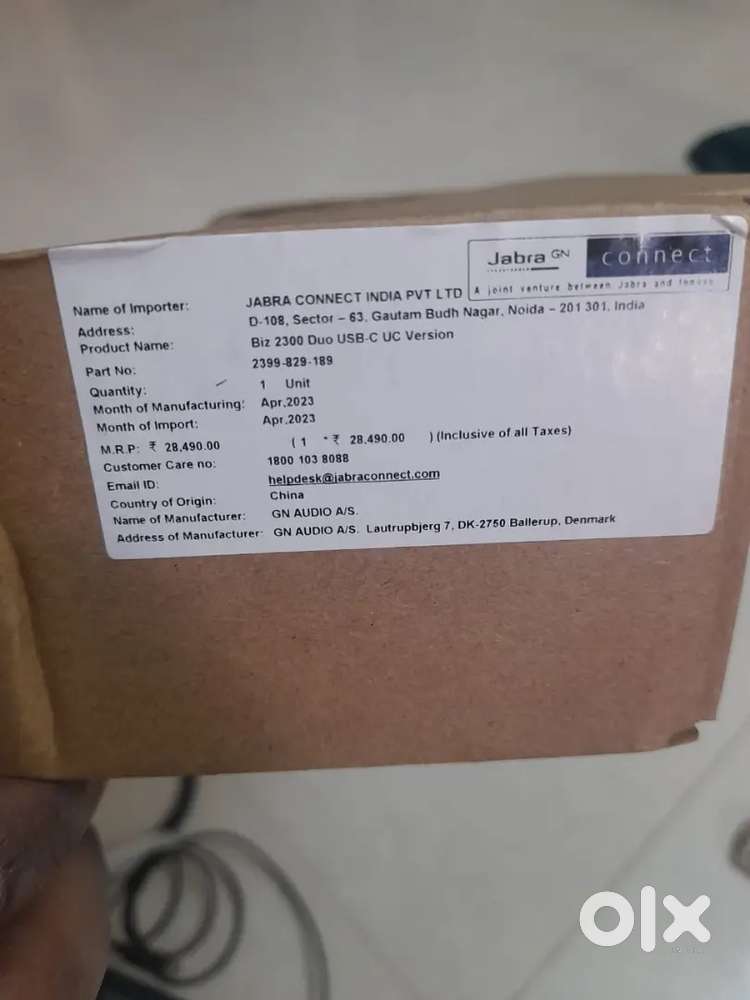 Jabra GN connect
A joint venture between Jabra and
Name of Importer: JABRA CONNECT INDIA PVT LTD
Address: D-108, Sector – 63, Gautam Budh Nagar, Noida – 201 301, India
Product Name: Biz 2300 Duo USB-C UC Version
Part No: 2399-829-189
Quantity: 1 Unit
Month of Manufacturing: Apr,2023
Month of Import: Apr,2023
M.R.P: ₹ 28,490.00 ( 1 * ₹ 28,490.00 ) (Inclusive of all Taxes)
Customer Care no: 1800 103 8088
Email ID: helpdesk@jabraconnect.com
Country of Origin: China
Name of Manufacturer: GN AUDIO A/S.
Address of Manufacturer: GN AUDIO A/S. Lautrupbjerg 7, DK-2750 Ballerup, Denmark
olx